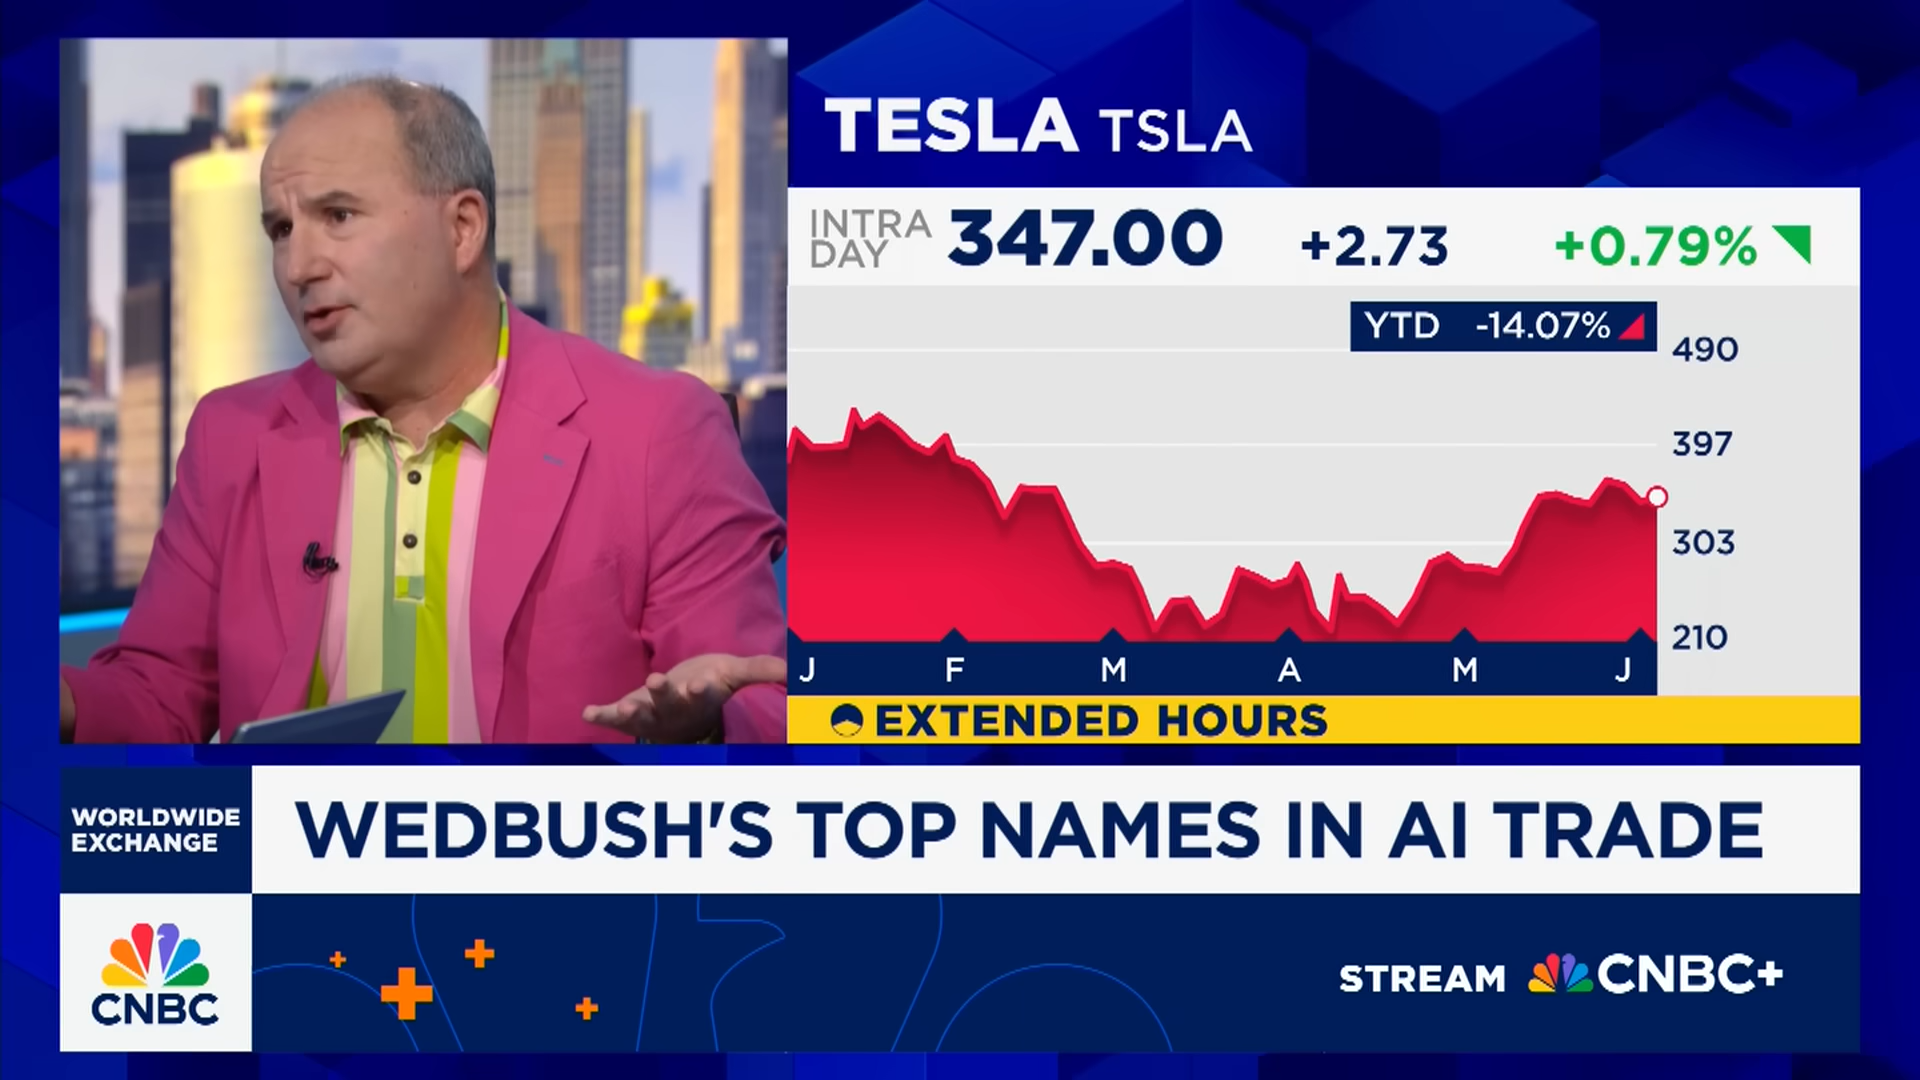 TESLA TSLA
INTRA DAY 347.00 +2.73 +0.79%
YTD -14.07%
490
397
303
210
J F M A M J
EXTENDED HOURS
WORLDWIDE
EXCHANGE
WEDBUSH'S TOP NAMES IN AI TRADE
CNBC
STREAM CNBC+